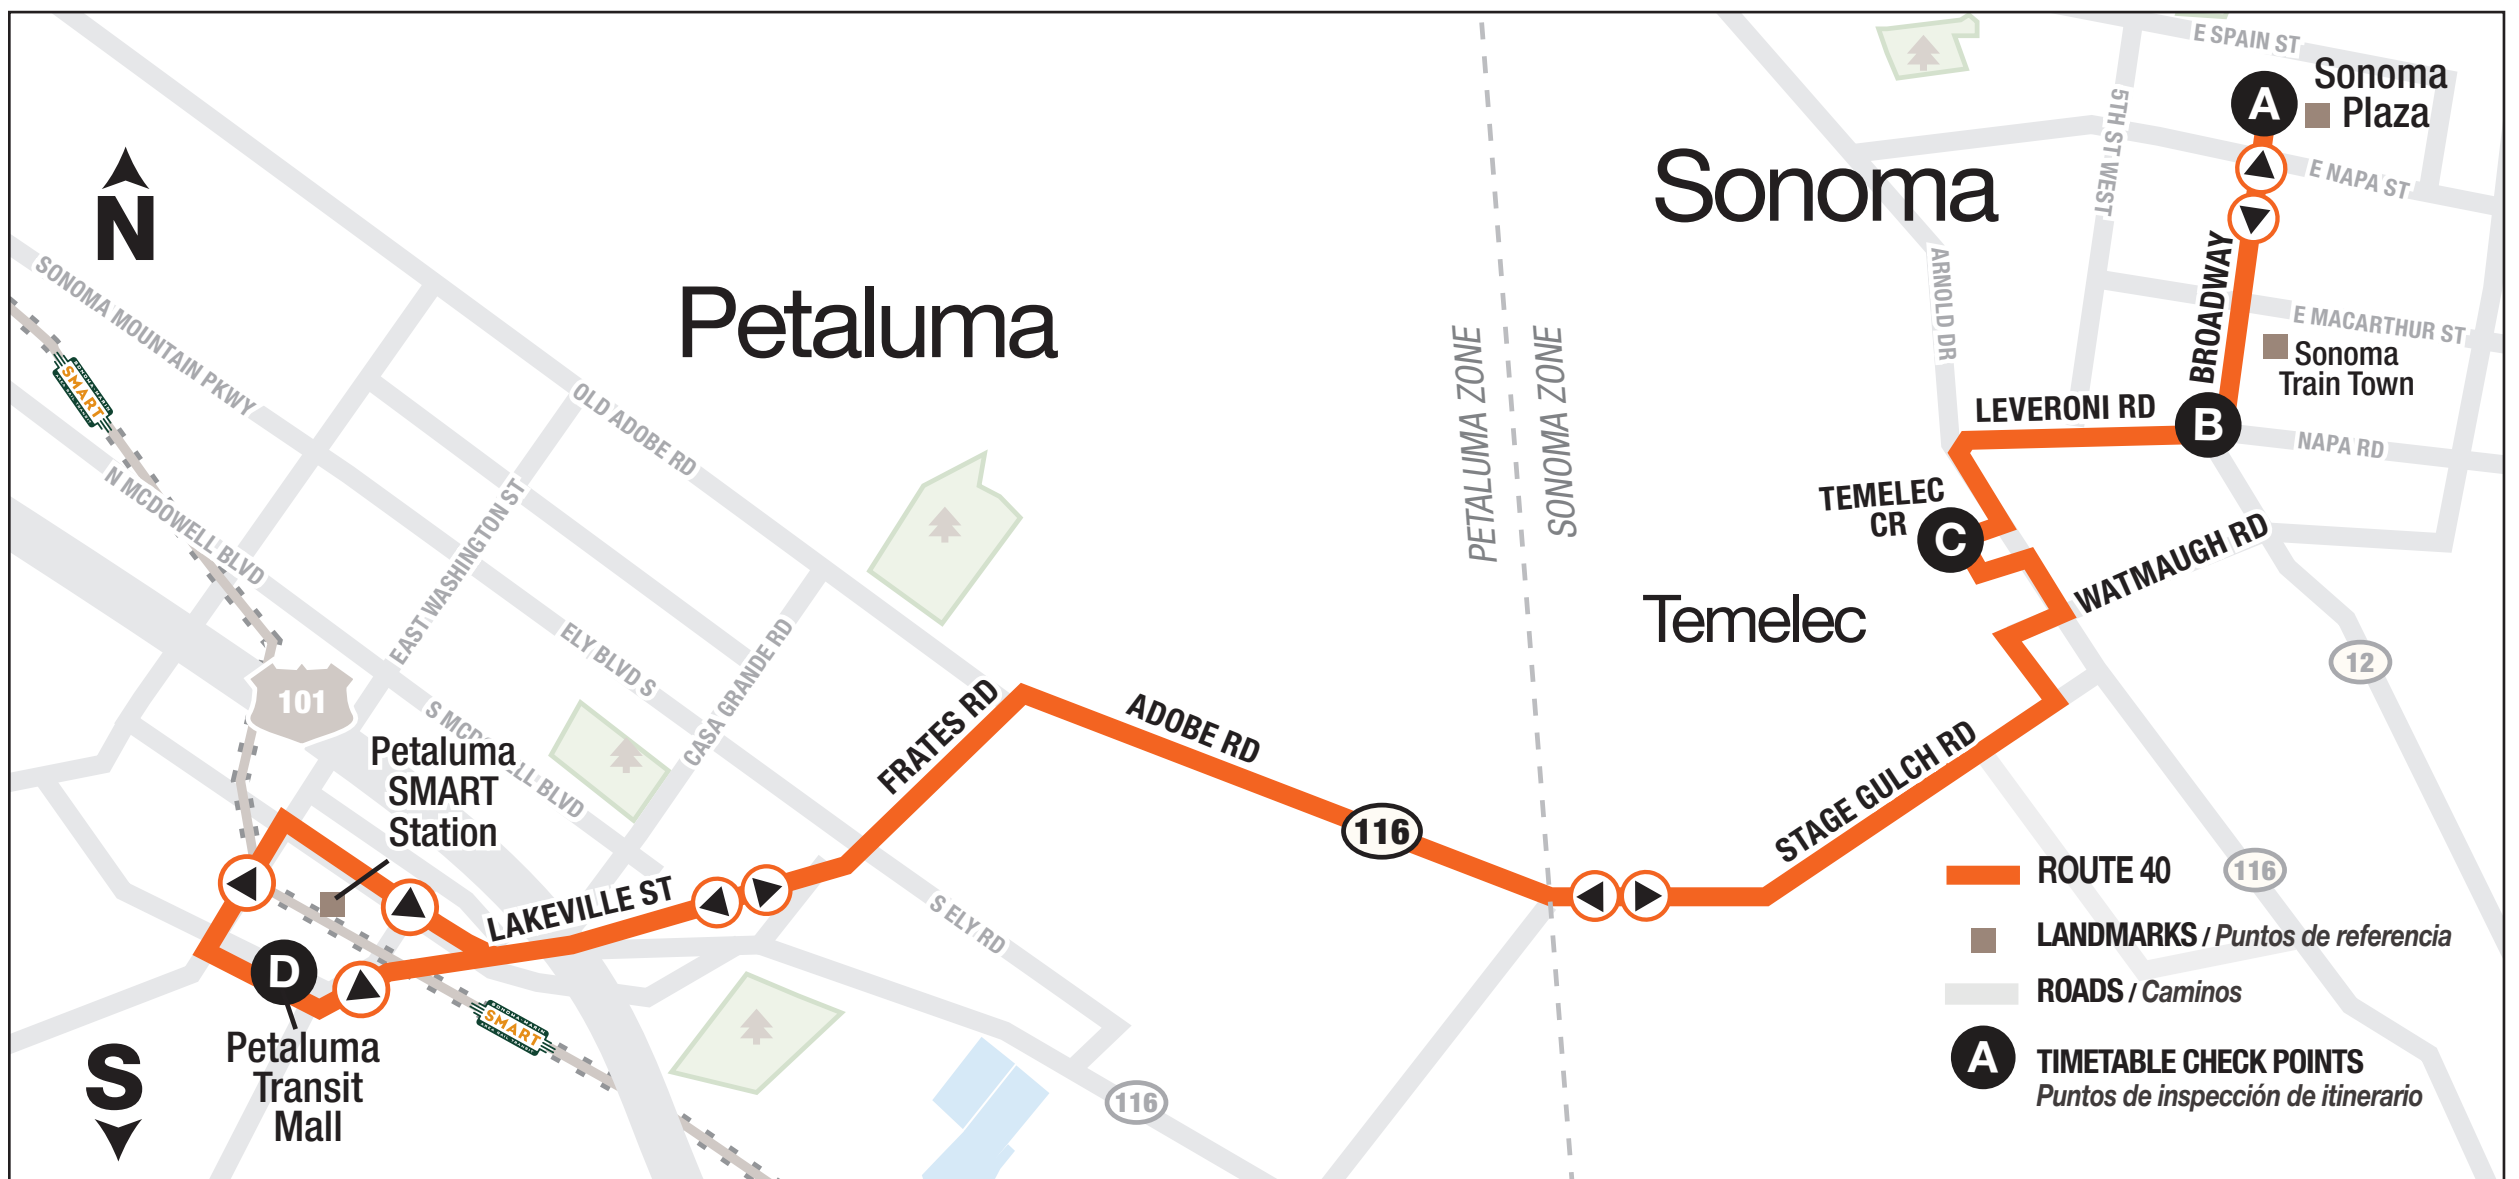 N
S
Petaluma
Sonoma
Temelec
PETALUMA ZONE
SONOMA ZONE
E SPAIN ST
A
Sonoma
Plaza
5TH ST WEST
E NAPA ST
ARNOLD DR
BROADWAY
E MACARTHUR ST
Sonoma
Train Town
LEVERONI RD
B
NAPA RD
TEMELEC
CR
C
WATMAUGH RD
12
SONOMA MOUNTAIN PKWY
SMART
OLD ADOBE RD
N MCDOWELL BLVD
EAST WASHINGTON ST
ELY BLVD S
CASA GRANDE RD
101
S MCDOWELL BLVD
Petaluma
SMART
Station
FRATES RD
ADOBE RD
116
STAGE GULCH RD
LAKEVILLE ST
S ELY RD
D
Petaluma
Transit
Mall
SMART
116
116
ROUTE 40
LANDMARKS / Puntos de referencia
ROADS / Caminos
A
TIMETABLE CHECK POINTS
Puntos de inspección de itinerario